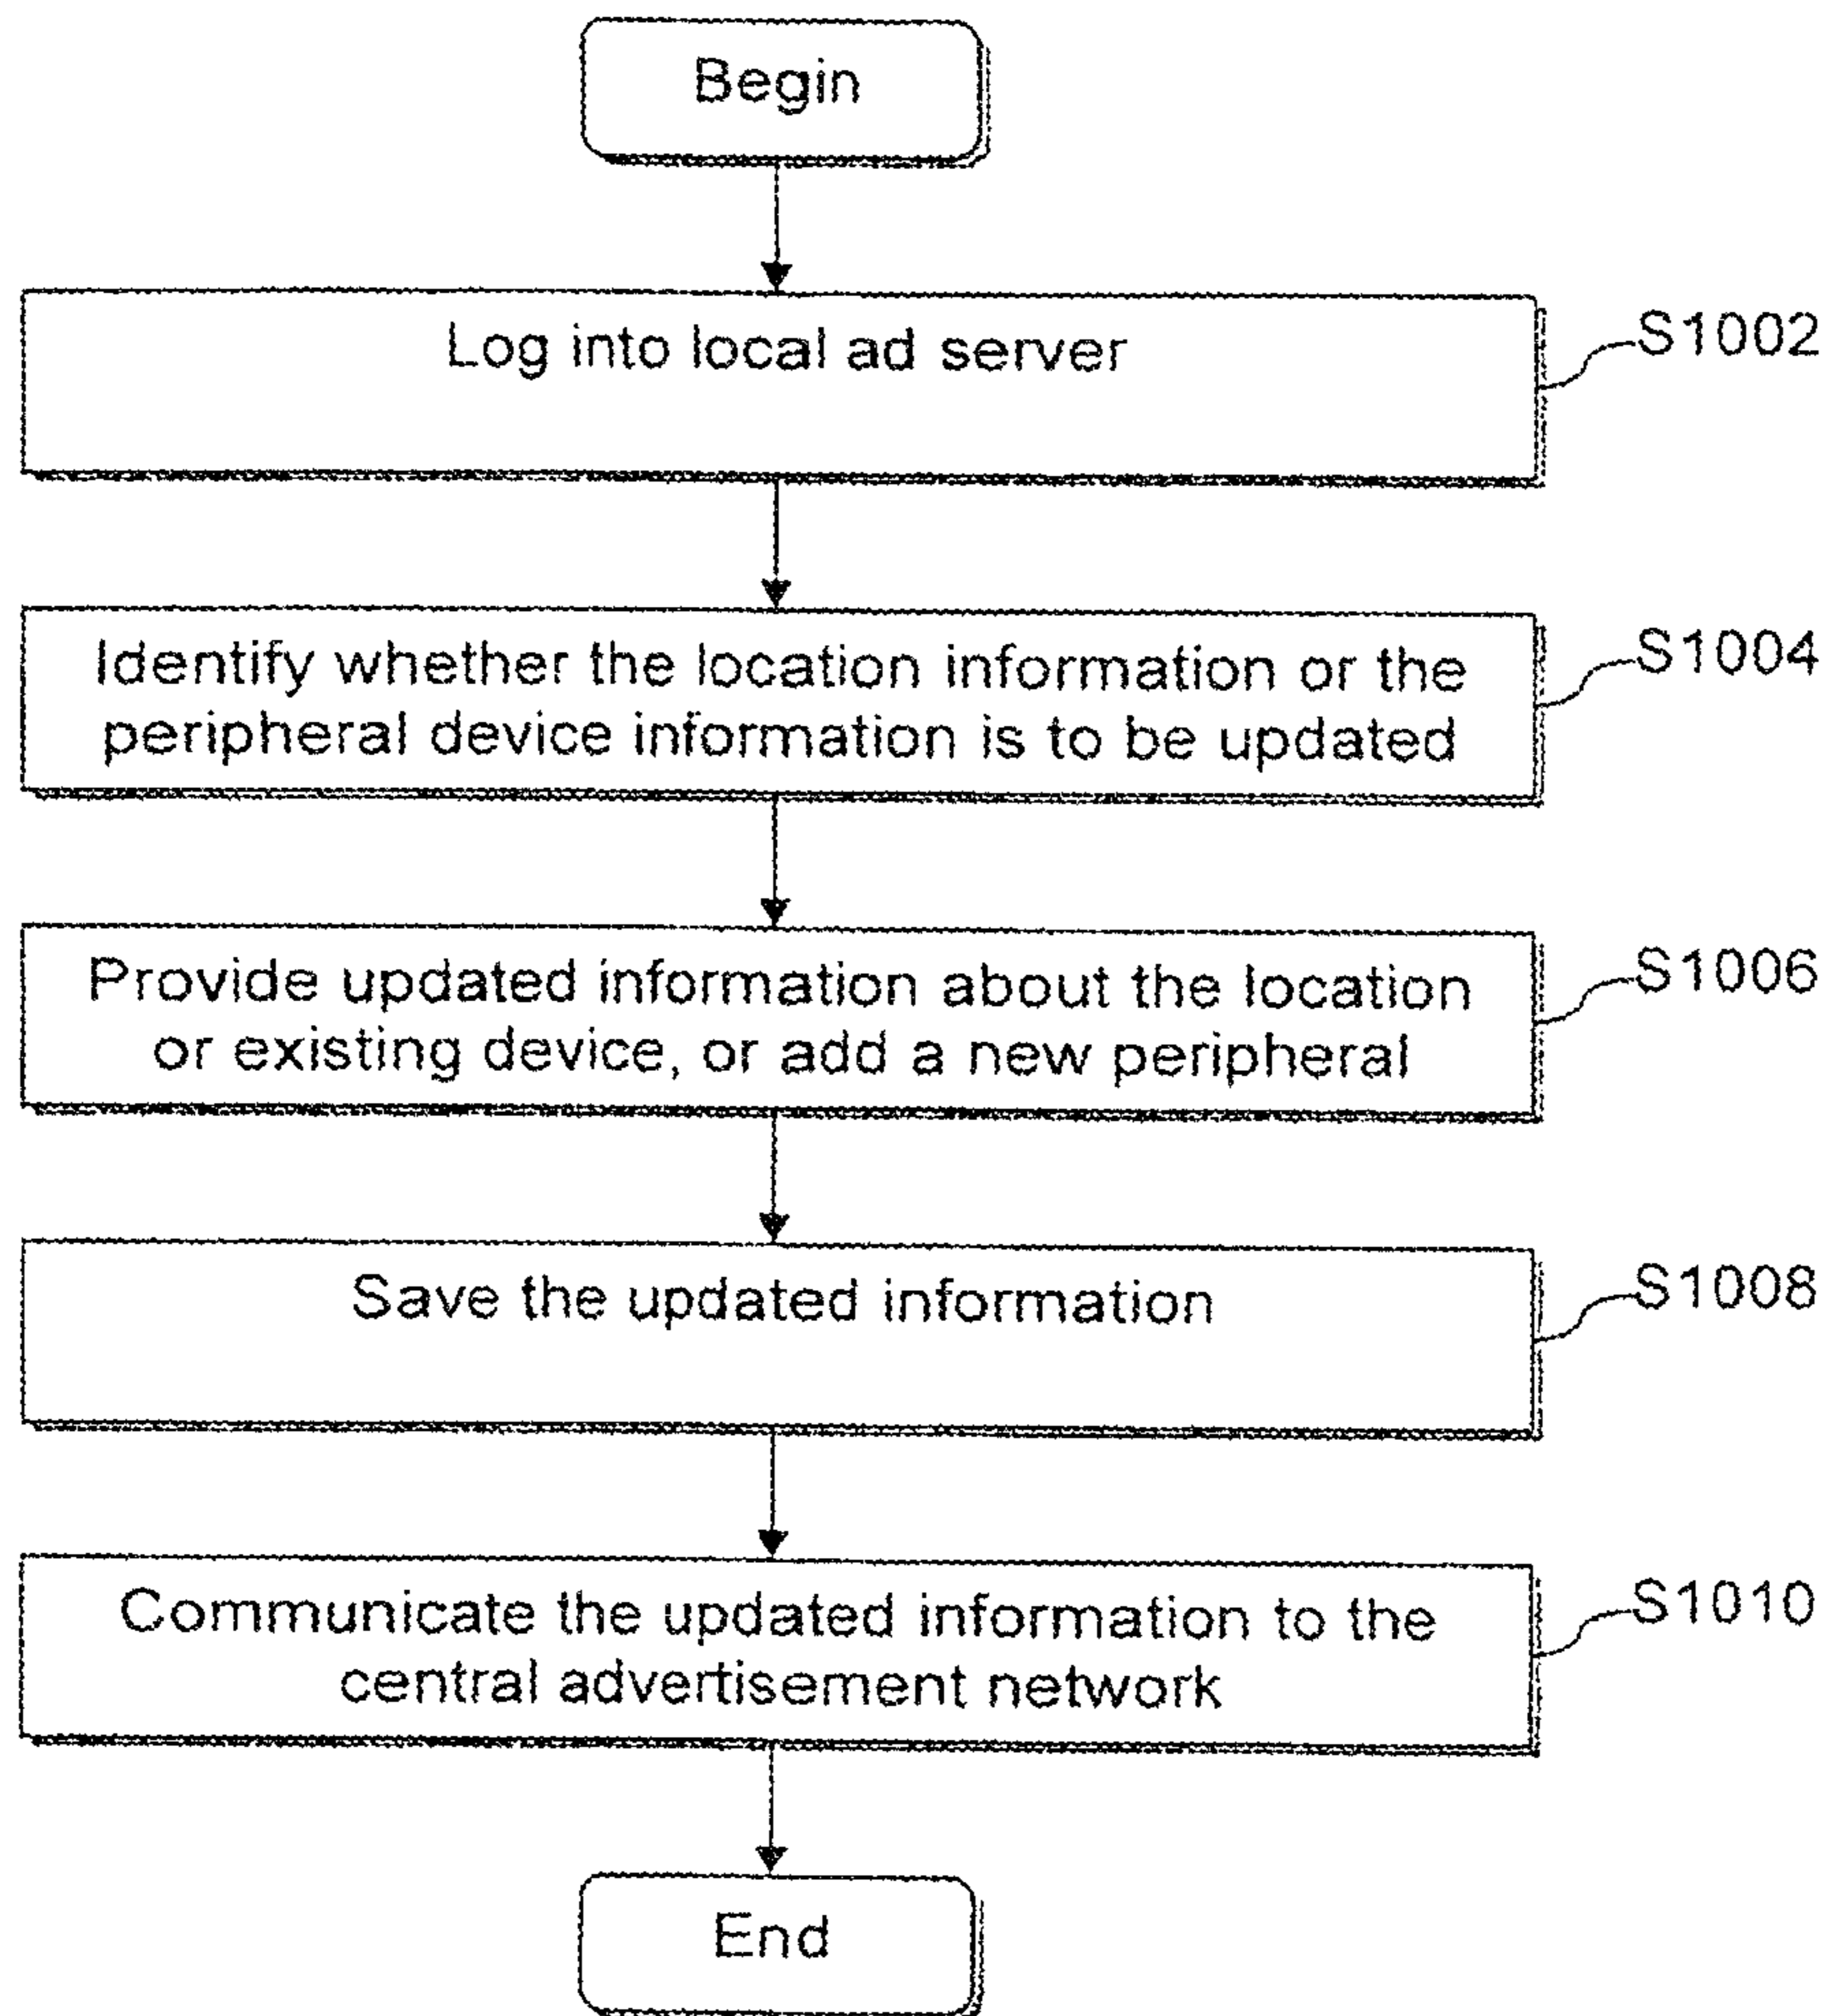 Begin
Log into local ad server
S1002
Identify whether the location information or the
peripheral device information is to be updated
S1004
Provide updated information about the location
or existing device, or add a new peripheral
S1006
Save the updated information
S1008
Communicate the updated information to the
central advertisement network
S1010
End